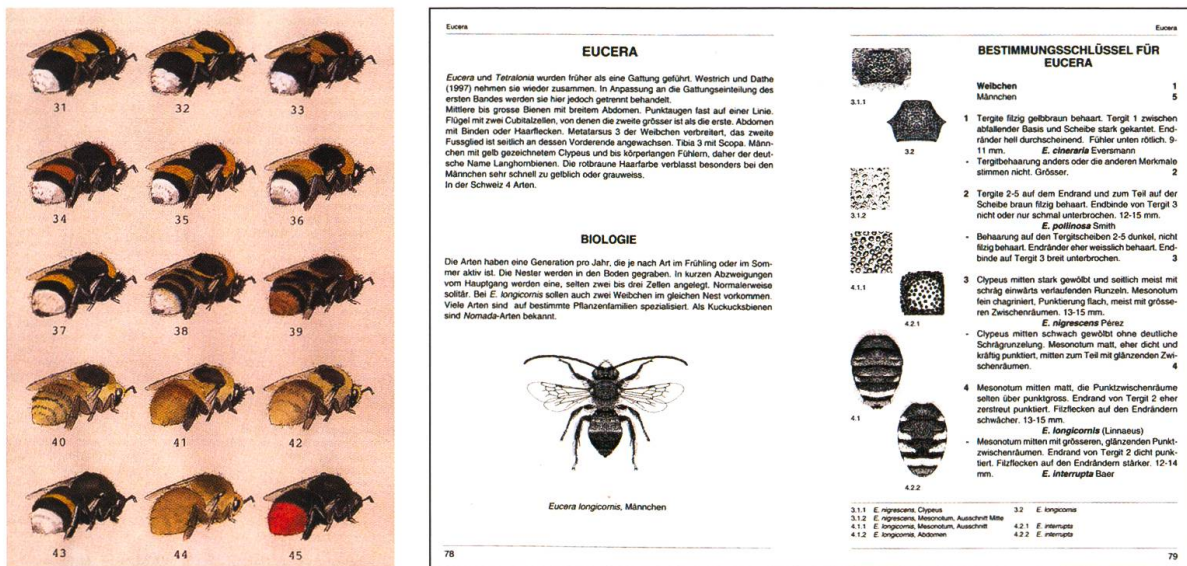 31 32 33
34 35 36
37 38 39
40 41 42
43 44 45
Eucera
EUCERA
Eucera und Tetralonia wurden früher als eine Gattung geführt. Westrich und Dathe
(1997) nehmen sie wieder zusammen. In Anpassung an die Gattungseinteilung des
ersten Bandes werden sie hier jedoch getrennt behandelt.
Mittlere bis grosse Bienen mit breitem Abdomen. Punktaugen fast auf einer Linie.
Flügel mit zwei Cubitalzellen, von denen die zweite grösser ist als die erste. Abdomen
mit Binden oder Haarflecken. Metatarsus 3 der Weibchen verbreitert, das zweite
Fussglied ist seitlich an dessen Vorderende angewachsen. Tibia 3 mit Scopa. Männ-
chen mit gelb gezeichnetem Clypeus und bis körperlangen Fühlern, daher der deut-
sche Name Langhornbienen. Die rotbraune Haarfarbe verblasst besonders bei den
Männchen sehr schnell zu gelblich oder grauweiss.
In der Schweiz 4 Arten.
BIOLOGIE
Die Arten haben eine Generation pro Jahr, die je nach Art im Frühling oder im Som-
mer aktiv ist. Die Nester werden in den Boden gegraben. In kurzen Abzweigungen
vom Hauptgang werden eine, selten zwei bis drei Zellen angelegt. Normalerweise
solitär. Bei E. longicornis sollen auch zwei Weibchen im gleichen Nest vorkommen.
Viele Arten sind auf bestimmte Pflanzenfamilien spezialisiert. Als Kuckucksbienen
sind Nomada-Arten bekannt.
Eucera longicornis, Männchen
78
Eucera
BESTIMMUNGSSCHLÜSSEL FÜR
EUCERA
Weibchen 1
Männchen 5
1 Tergite filzig gelbbraun behaart. Tergit 1 zwischen
abfallender Basis und Scheibe stark gekantet. End-
ränder hell durchscheinend. Fühler unten rötlich. 9-
11 mm. E. cineraria Eversmann
- Tergitbehaarung anders oder die anderen Merkmale
stimmen nicht. Grösser. 2
2 Tergite 2-5 auf dem Endrand und zum Teil auf der
Scheibe braun filzig behaart. Endbinde von Tergit 3
nicht oder nur schmal unterbrochen. 12-15 mm.
E. pollinosa Smith
- Behaarung auf den Tergitscheiben 2-5 dunkel, nicht
filzig behaart. Endränder eher weisslich behaart. End-
binde auf Tergit 3 breit unterbrochen. 3
3 Clypeus mitten stark gewölbt und seitlich meist mit
schräg einwärts verlaufenden Runzeln. Mesonotum
fein chagriniert, Punktierung flach, meist mit grösse-
ren Zwischenräumen. 13-15 mm.
E. nigrescens Pérez
- Clypeus mitten schwach gewölbt ohne deutliche
Schrägrunzelung. Mesonotum matt, eher dicht und
kräftig punktiert, mitten zum Teil mit glänzenden Zwi-
schenräumen. 4
4 Mesonotum mitten matt, die Punktzwischenräume
selten über punktgross. Endrand von Tergit 2 eher
zerstreut punktiert. Filzflecken auf den Endrändern
schwächer. 13-15 mm.
E. longicornis (Linnaeus)
- Mesonotum mitten mit grösseren, glänzenden Punkt-
zwischenräumen. Endrand von Tergit 2 dicht punk-
tiert. Filzflecken auf den Endrändern stärker. 12-14
mm. E. interrupta Baer
3.1.1
3.2
3.1.2
4.1.1
4.2.1
4.1
4.2.2
3.1.1 E. nigrescens, Clypeus 3.2 E. longicornis
3.1.2 E. nigrescens, Mesonotum, Ausschnitt Mitte
4.1.1 E. longicornis, Mesonotum, Ausschnitt 4.2.1 E. interrupta
4.1.2 E. longicornis, Abdomen 4.2.2 E. interrupta
79